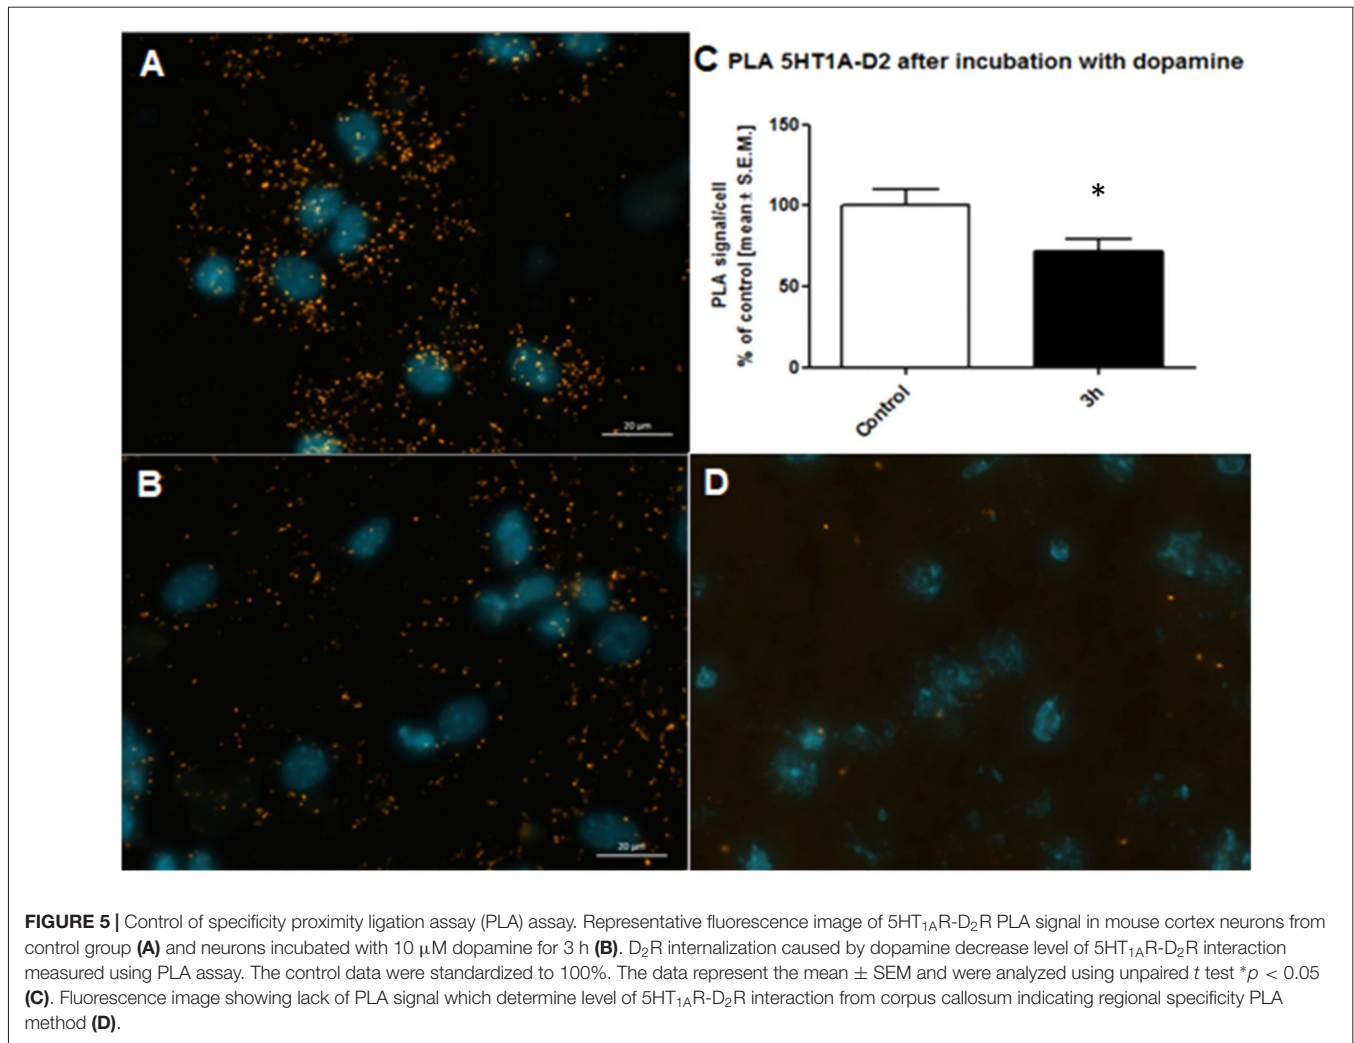 A
C PLA 5HT1A-D2 after incubation with dopamine
PLA signal/cell
% of control [mean± S.E.M.]
150
100
50
0
*
Control
3h
20 µm
B
20 µm
D
FIGURE 5 | Control of specificity proximity ligation assay (PLA) assay. Representative fluorescence image of 5HT₁AR-D₂R PLA signal in mouse cortex neurons from
control group (A) and neurons incubated with 10 µM dopamine for 3 h (B). D₂R internalization caused by dopamine decrease level of 5HT₁AR-D₂R interaction
measured using PLA assay. The control data were standardized to 100%. The data represent the mean ± SEM and were analyzed using unpaired t test *p < 0.05
(C). Fluorescence image showing lack of PLA signal which determine level of 5HT₁AR-D₂R interaction from corpus callosum indicating regional specificity PLA
method (D).